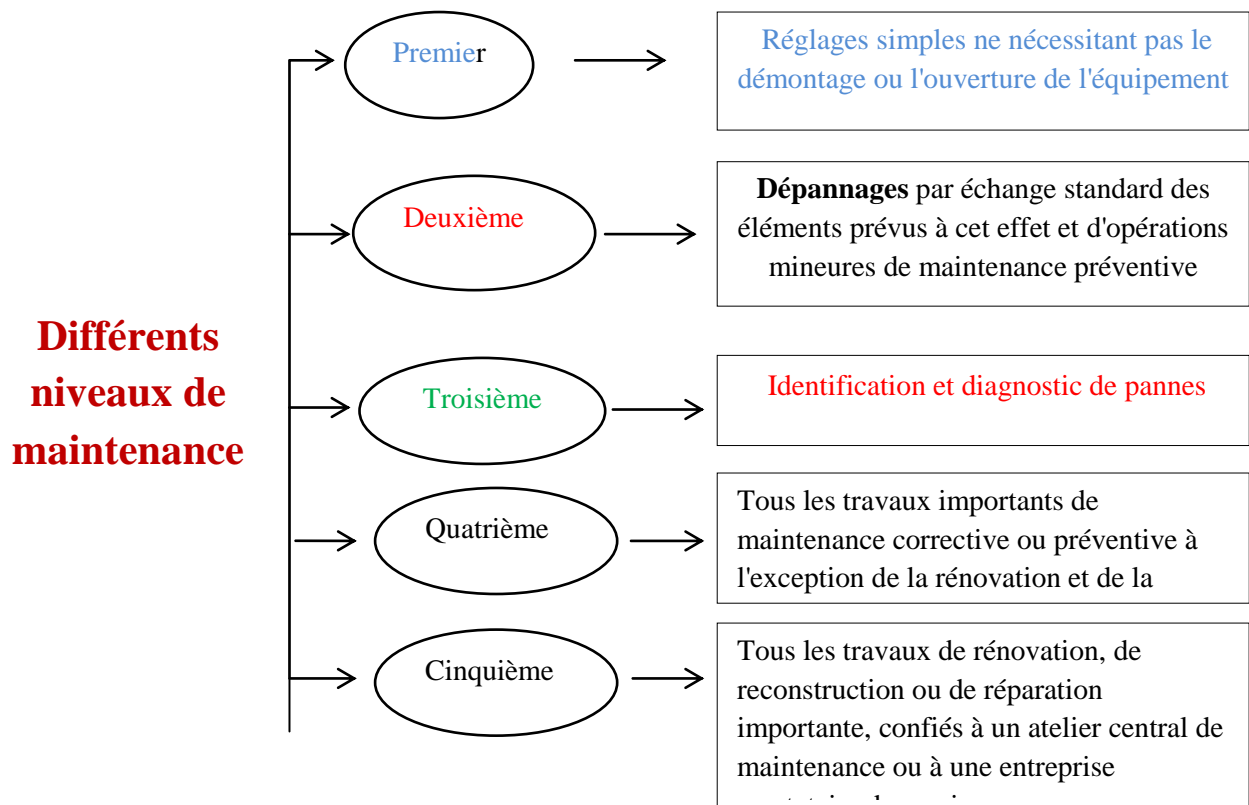 Différents
niveaux de
maintenance
Premier
Réglages simples ne nécessitant pas le
démontage ou l'ouverture de l'équipement
Deuxième
Dépannages par échange standard des
éléments prévus à cet effet et d'opérations
mineures de maintenance préventive
Troisième
Identification et diagnostic de pannes
Quatrième
Tous les travaux importants de
maintenance corrective ou préventive à
l'exception de la rénovation et de la
Cinquième
Tous les travaux de rénovation, de
reconstruction ou de réparation
importante, confiés à un atelier central de
maintenance ou à une entreprise